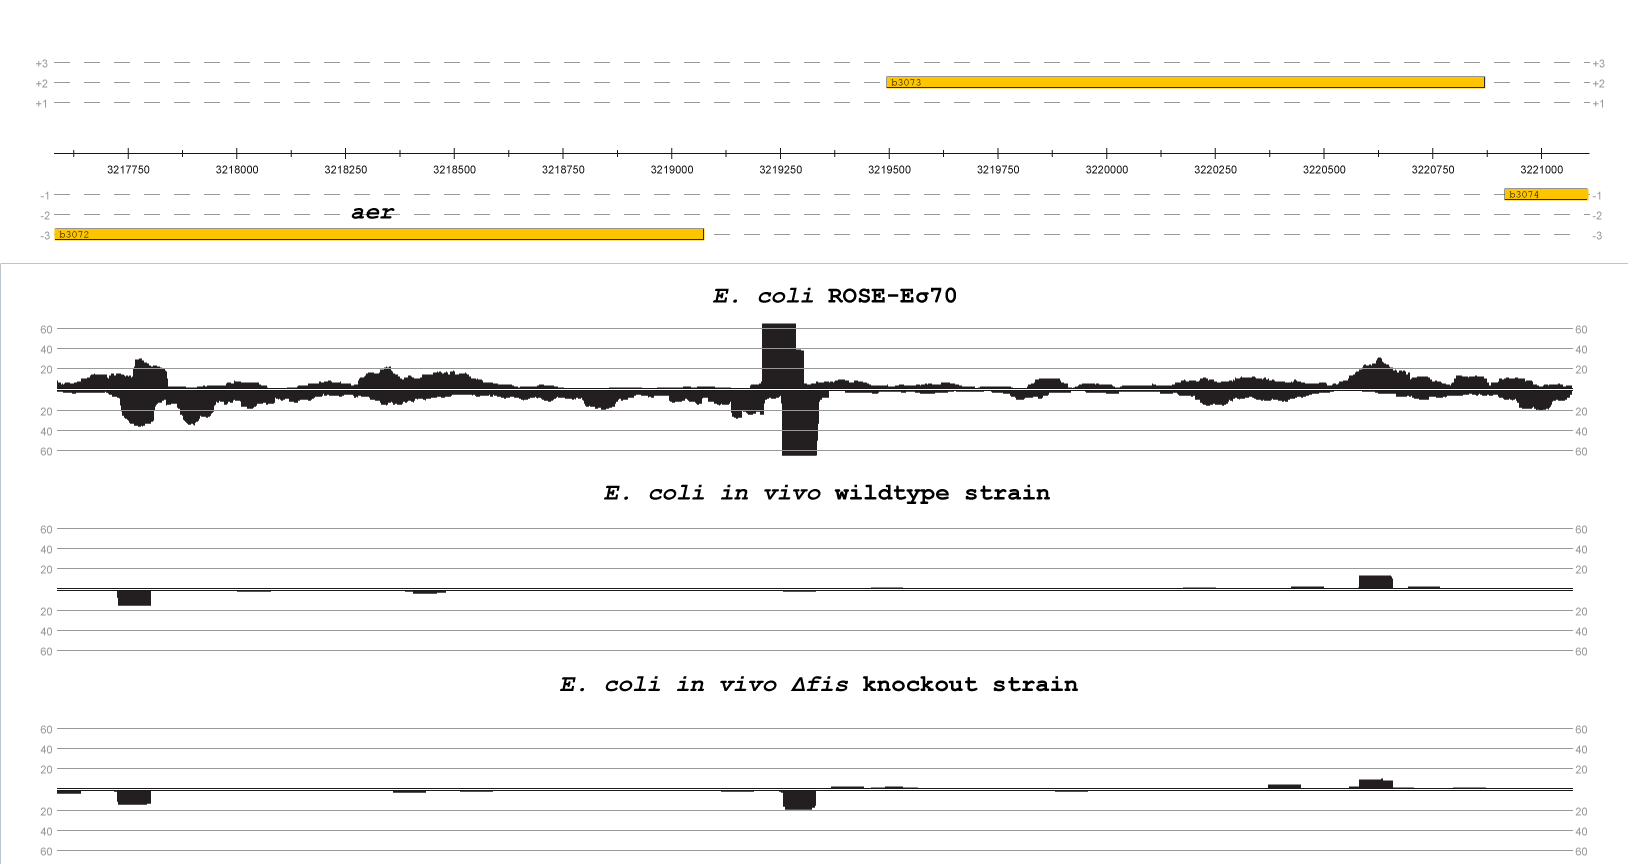 +3 +3
+2 b3073 +2
+1 +1
3217750 3218000 3218250 3218500 3218750 3219000 3219250 3219500 3219750 3220000 3220250 3220500 3220750 3221000
-1 b3074 -1
aer
-2 -2
-3 b3072 -3
E. coli ROSE-Eσ70
60 60
40 40
20 20
20 20
40 40
60 60
E. coli in vivo wildtype strain
60 60
40 40
20 20
20 20
40 40
60 60
E. coli in vivo Δfis knockout strain
60 60
40 40
20 20
20 20
40 40
60 60